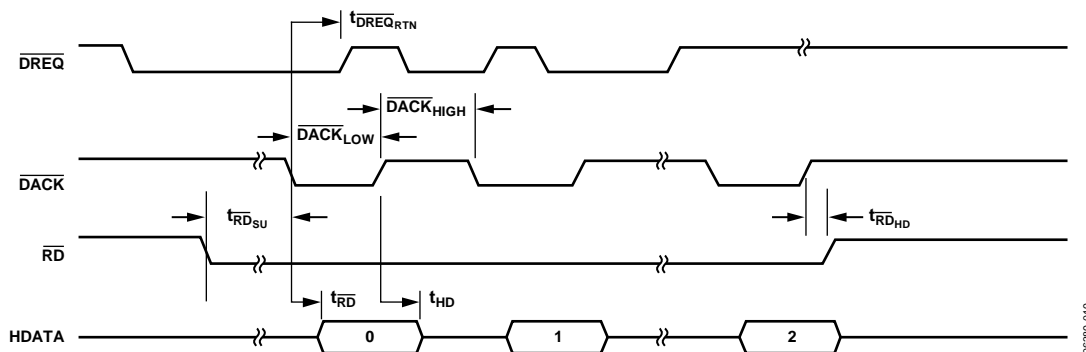 tDREQRTN
DREQ
DACKHIGH
DACKLOW
DACK
tRDSU
tRDHD
RD
tRD
tHD
HDATA
0
1
2